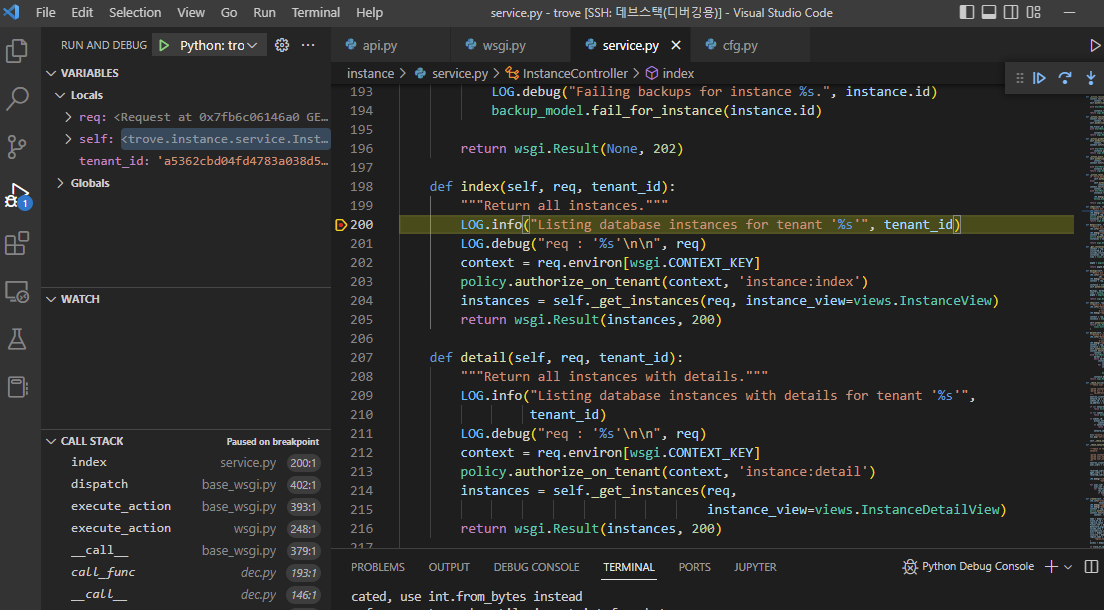 File Edit Selection View Go Run Terminal Help service.py - trove [SSH: 데브스택(디버깅용)] - Visual Studio Code
RUN AND DEBUG Python: tro
api.py wsgi.py service.py cfg.py
instance > service.py > InstanceController > index
VARIABLES
Locals
req: <Request at 0x7fb6c06146a0 GE…
self: <trove.instance.service.Inst…
tenant_id: 'a5362cbd04fd4783a038d5…
Globals
WATCH
CALL STACK Paused on breakpoint
index service.py 200:1
dispatch base_wsgi.py 402:1
execute_action base_wsgi.py 393:1
execute_action wsgi.py 248:1
__call__ base_wsgi.py 379:1
call_func dec.py 193:1
__call__ dec.py 146:1
1
193 LOG.debug("Failing backups for instance %s.", instance.id)
194 backup_model.fail_for_instance(instance.id)
195
196 return wsgi.Result(None, 202)
197
198 def index(self, req, tenant_id):
199 """Return all instances."""
200 LOG.info("Listing database instances for tenant '%s'", tenant_id)
201 LOG.debug("req : '%s'\n\n", req)
202 context = req.environ[wsgi.CONTEXT_KEY]
203 policy.authorize_on_tenant(context, 'instance:index')
204 instances = self._get_instances(req, instance_view=views.InstanceView)
205 return wsgi.Result(instances, 200)
206
207 def detail(self, req, tenant_id):
208 """Return all instances with details."""
209 LOG.info("Listing database instances with details for tenant '%s'",
210 tenant_id)
211 LOG.debug("req : '%s'\n\n", req)
212 context = req.environ[wsgi.CONTEXT_KEY]
213 policy.authorize_on_tenant(context, 'instance:detail')
214 instances = self._get_instances(req,
215 instance_view=views.InstanceDetailView)
216 return wsgi.Result(instances, 200)
217
PROBLEMS OUTPUT DEBUG CONSOLE TERMINAL PORTS JUPYTER Python Debug Console
cated, use int.from_bytes instead